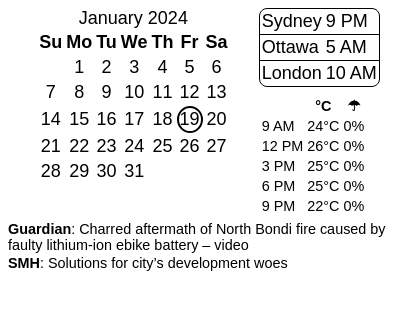 January 2024
Su Mo Tu We Th Fr Sa
1 2 3 4 5 6
7 8 9 10 11 12 13
14 15 16 17 18 19 20
21 22 23 24 25 26 27
28 29 30 31
Sydney 9 PM
Ottawa 5 AM
London 10 AM
°C ☂
9 AM 24°C 0%
12 PM 26°C 0%
3 PM 25°C 0%
6 PM 25°C 0%
9 PM 22°C 0%
Guardian: Charred aftermath of North Bondi fire caused by
faulty lithium-ion ebike battery – video
SMH: Solutions for city’s development woes